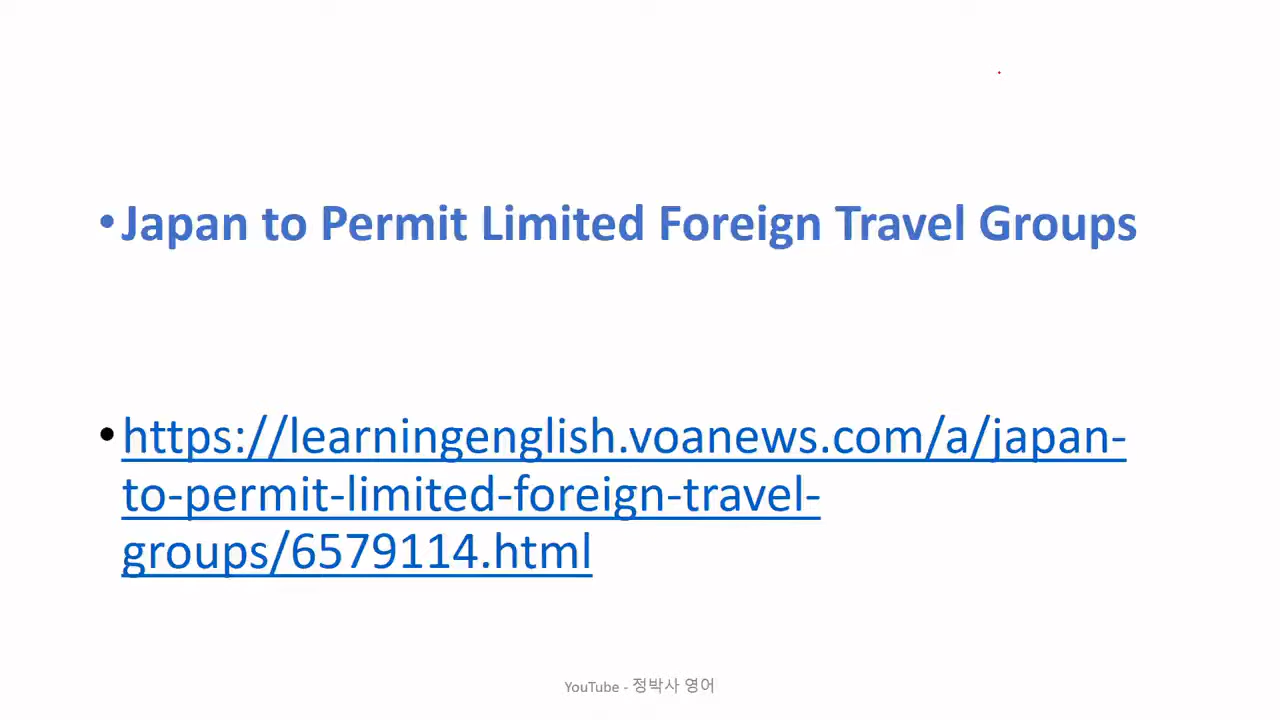 •Japan to Permit Limited Foreign Travel Groups
•https://learningenglish.voanews.com/a/japan-
to-permit-limited-foreign-travel-
groups/6579114.html
YouTube - 정박사 영어